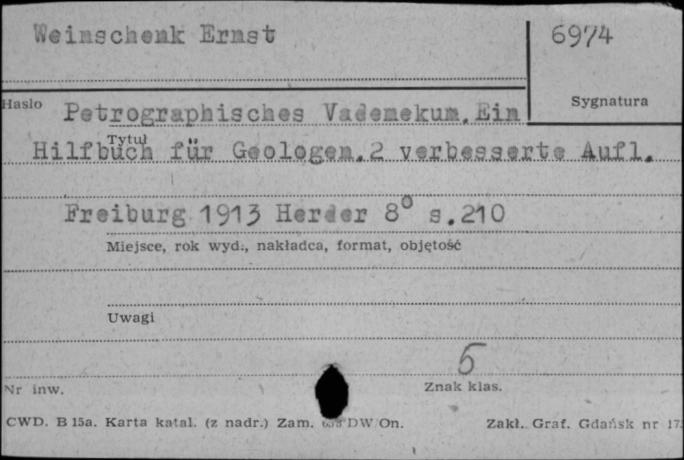 Weinschenk Ernst
6974
Hasło
Sygnatura
Petrographisches Vademekum. Ein
Tytuł
Hilfbuch für Geologen. 2 verbesserte Aufl.
Freiburg 1913 Herder 8° s. 210
Miejsce, rok wyd., nakładca, format, objętość
Uwagi
5
Nr inw.
Znak klas.
CWD. B 15a. Karta katal. (z nadr.) Zam. DW/On.
Zakł. Graf. Gdańsk nr 17